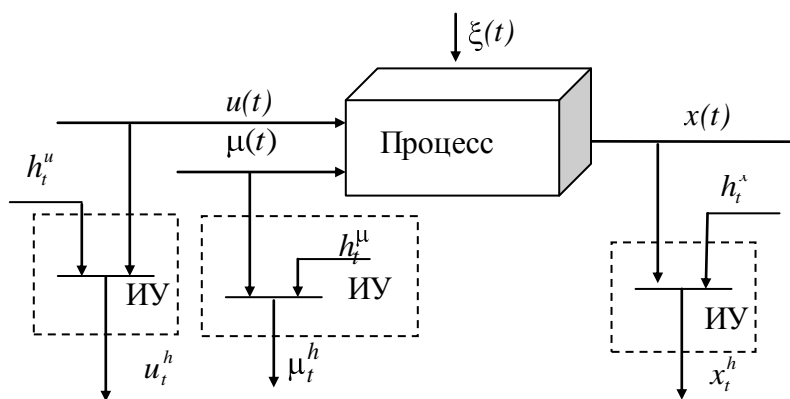 ξ(t)
u(t)
μ(t)
Процесс
x(t)
h_t^u
h_t^x
h_t^μ
ИУ
ИУ
ИУ
u_t^h
μ_t^h
x_t^h